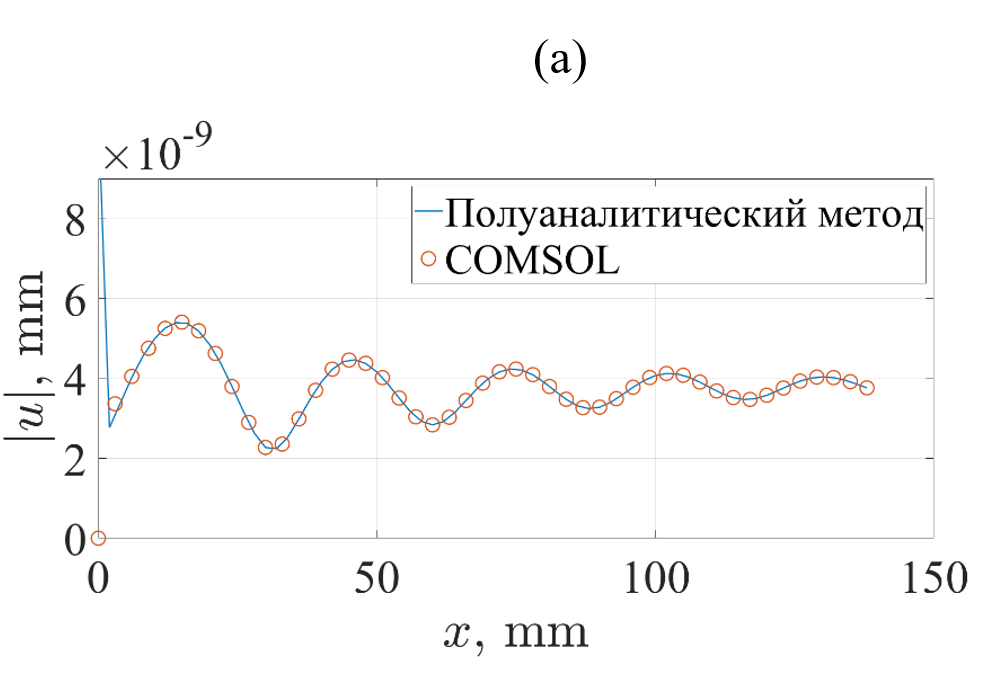 (а)
×10⁻⁹
Полуаналитический метод
COMSOL
8
6
4
2
0
|u|, mm
0 50 100 150
x, mm